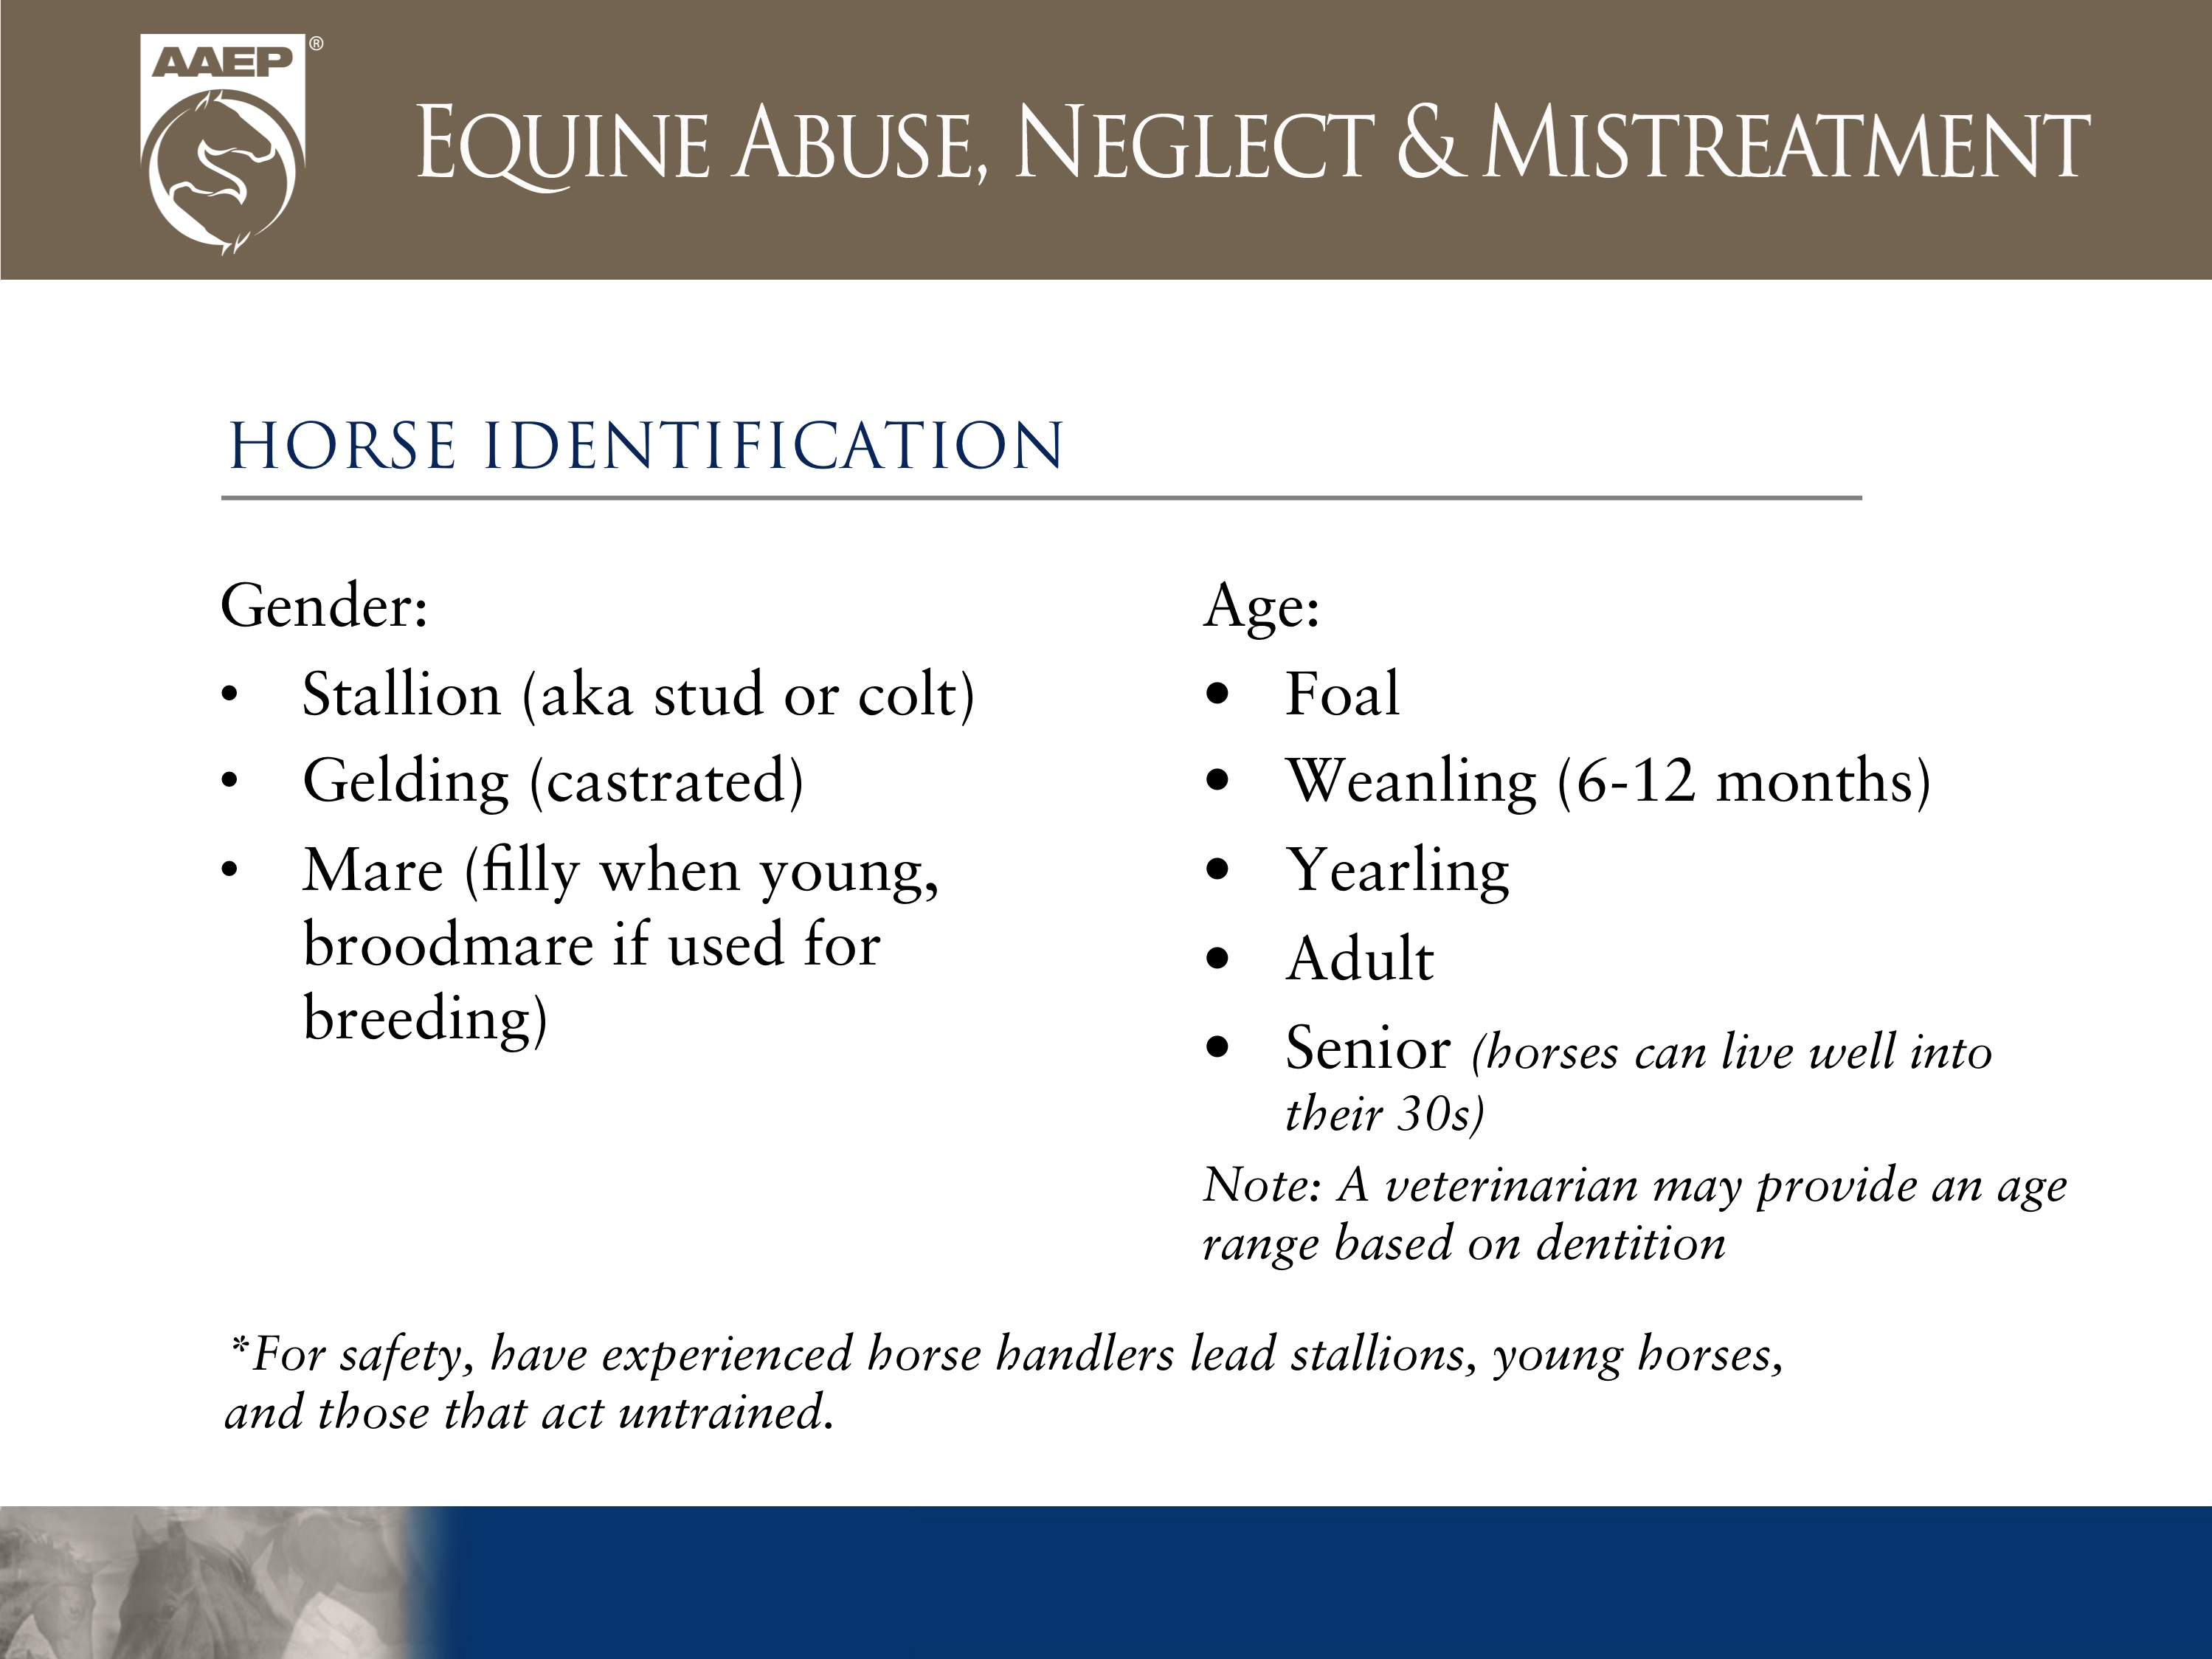 AAEP ®
EQUINE ABUSE, NEGLECT & MISTREATMENT
HORSE IDENTIFICATION
Gender:
• Stallion (aka stud or colt)
• Gelding (castrated)
• Mare (filly when young,
broodmare if used for
breeding)
Age:
• Foal
• Weanling (6-12 months)
• Yearling
• Adult
• Senior (horses can live well into
their 30s)
Note: A veterinarian may provide an age
range based on dentition
*For safety, have experienced horse handlers lead stallions, young horses,
and those that act untrained.